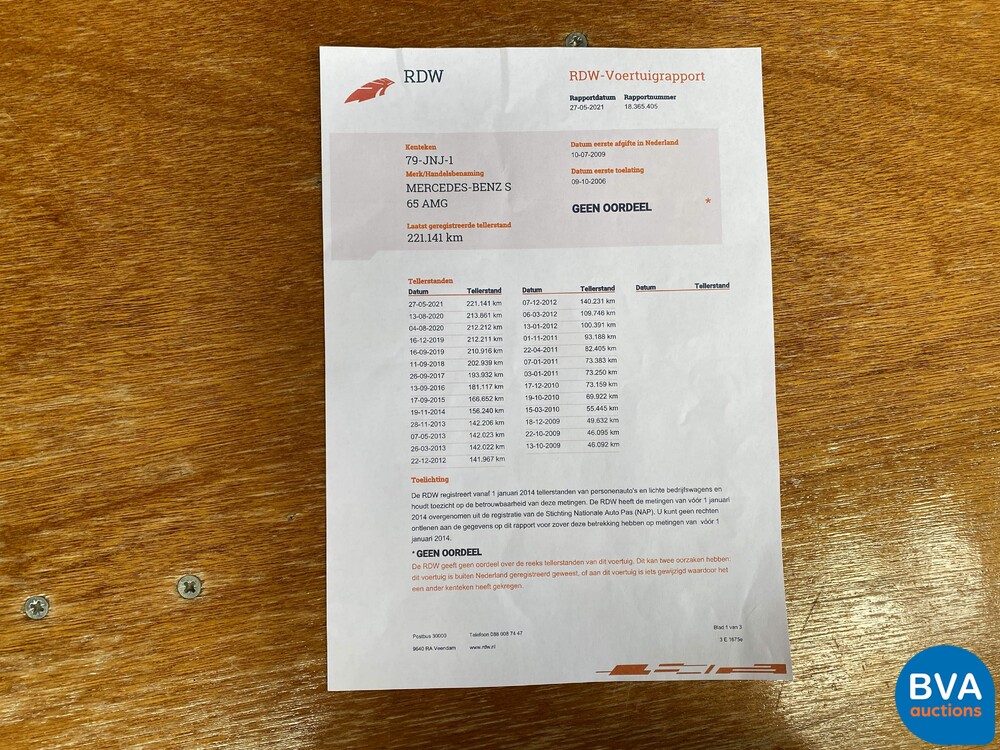 RDW
RDW-Voertuigrapport
Rapportdatum Rapportnummer
27-05-2021 18.365.405
Kenteken
79-JNJ-1
Merk/Handelsbenaming
MERCEDES-BENZ S
65 AMG
Laatst geregistreerde tellerstand
221.141 km
Datum eerste afgifte in Nederland
10-07-2009
Datum eerste toelating
09-10-2006
GEEN OORDEEL *
Tellerstanden
Datum Tellerstand
27-05-2021 221.141 km
13-08-2020 213.861 km
04-08-2020 212.212 km
16-12-2019 212.211 km
16-09-2019 210.916 km
11-09-2018 202.939 km
26-09-2017 193.932 km
13-09-2016 181.117 km
17-09-2015 166.652 km
19-11-2014 156.240 km
28-11-2013 142.206 km
07-05-2013 142.023 km
26-03-2013 142.022 km
22-12-2012 141.967 km
Datum Tellerstand
07-12-2012 140.231 km
06-03-2012 109.746 km
13-01-2012 100.391 km
01-11-2011 93.188 km
22-04-2011 82.405 km
07-01-2011 73.383 km
03-01-2011 73.250 km
17-12-2010 73.159 km
19-10-2010 69.922 km
15-03-2010 55.445 km
18-12-2009 49.632 km
22-10-2009 46.095 km
13-10-2009 46.092 km
Datum Tellerstand
Toelichting
De RDW registreert vanaf 1 januari 2014 tellerstanden van personenauto's en lichte bedrijfswagens en
houdt toezicht op de betrouwbaarheid van deze metingen. De RDW heeft de metingen van vóór 1 januari
2014 overgenomen uit de registratie van de Stichting Nationale Auto Pas (NAP). U kunt geen rechten
ontlenen aan de gegevens op dit rapport voor zover deze betrekking hebben op metingen van vóór 1
januari 2014.
* GEEN OORDEEL
De RDW geeft geen oordeel over de reeks tellerstanden van dit voertuig. Dit kan twee oorzaken hebben:
dit voertuig is buiten Nederland geregistreerd geweest, of aan dit voertuig is iets gewijzigd waardoor het
een ander kenteken heeft gekregen.
Postbus 30000 Telefoon 088 008 74 47
9640 RA Veendam www.rdw.nl
Blad 1 van 3
3 E 1675e
BVA
auctions